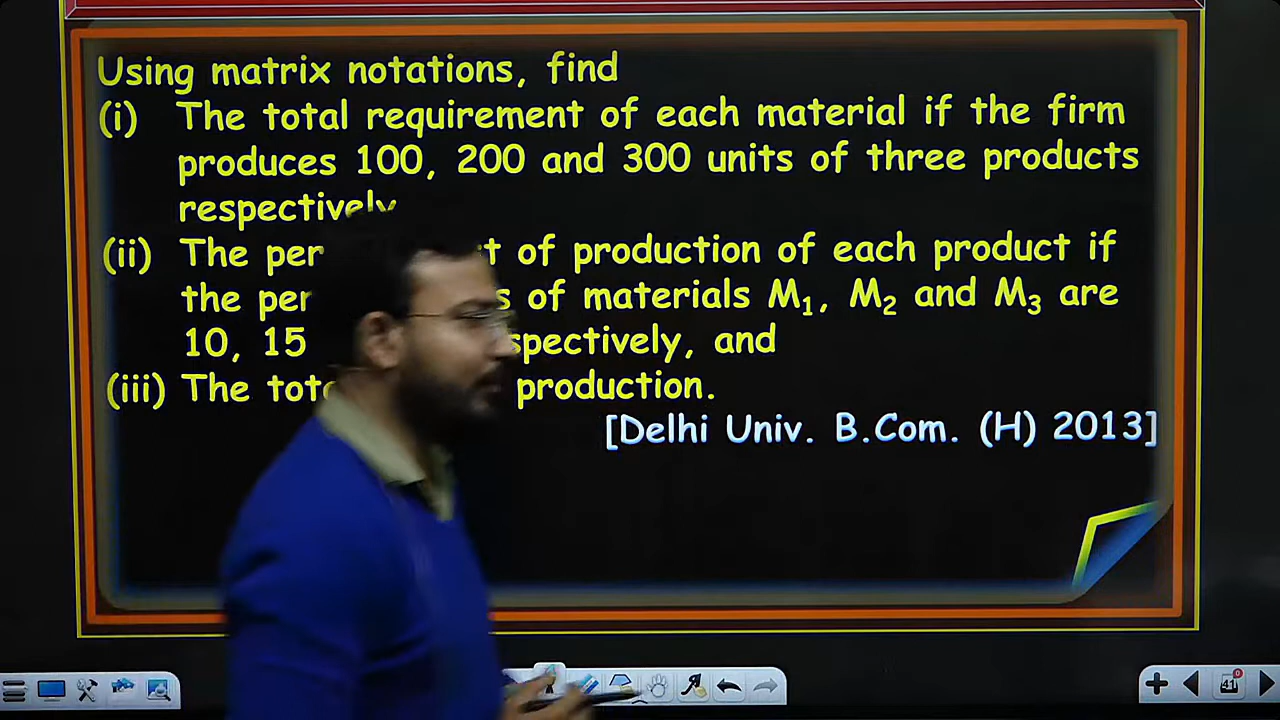 Using matrix notations, find
(i) The total requirement of each material if the firm
produces 100, 200 and 300 units of three products
respectively
(ii) The per of production of each product if
the per of materials M₁, M₂ and M₃ are
10, 15 and
(iii) The production.
[Delhi Univ. B.Com. (H) 2013]
41